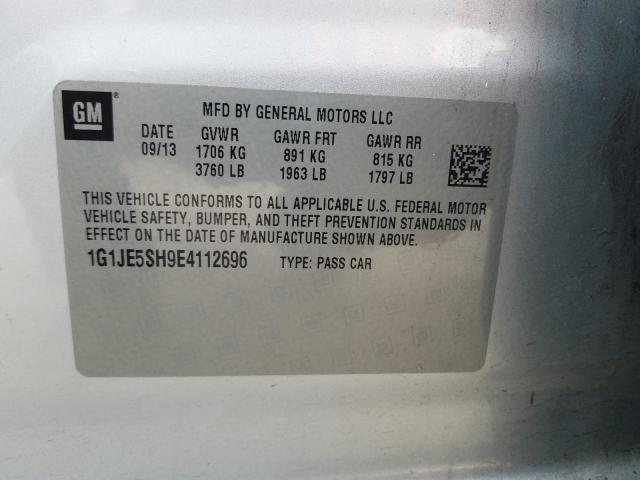 GM®
MFD BY GENERAL MOTORS LLC
DATE GVWR GAWR FRT GAWR RR
09/13 1706 KG 891 KG 815 KG
3760 LB 1963 LB 1797 LB
THIS VEHICLE CONFORMS TO ALL APPLICABLE U.S. FEDERAL MOTOR
VEHICLE SAFETY, BUMPER, AND THEFT PREVENTION STANDARDS IN
EFFECT ON THE DATE OF MANUFACTURE SHOWN ABOVE.
1G1JE5SH9E4112696 TYPE: PASS CAR